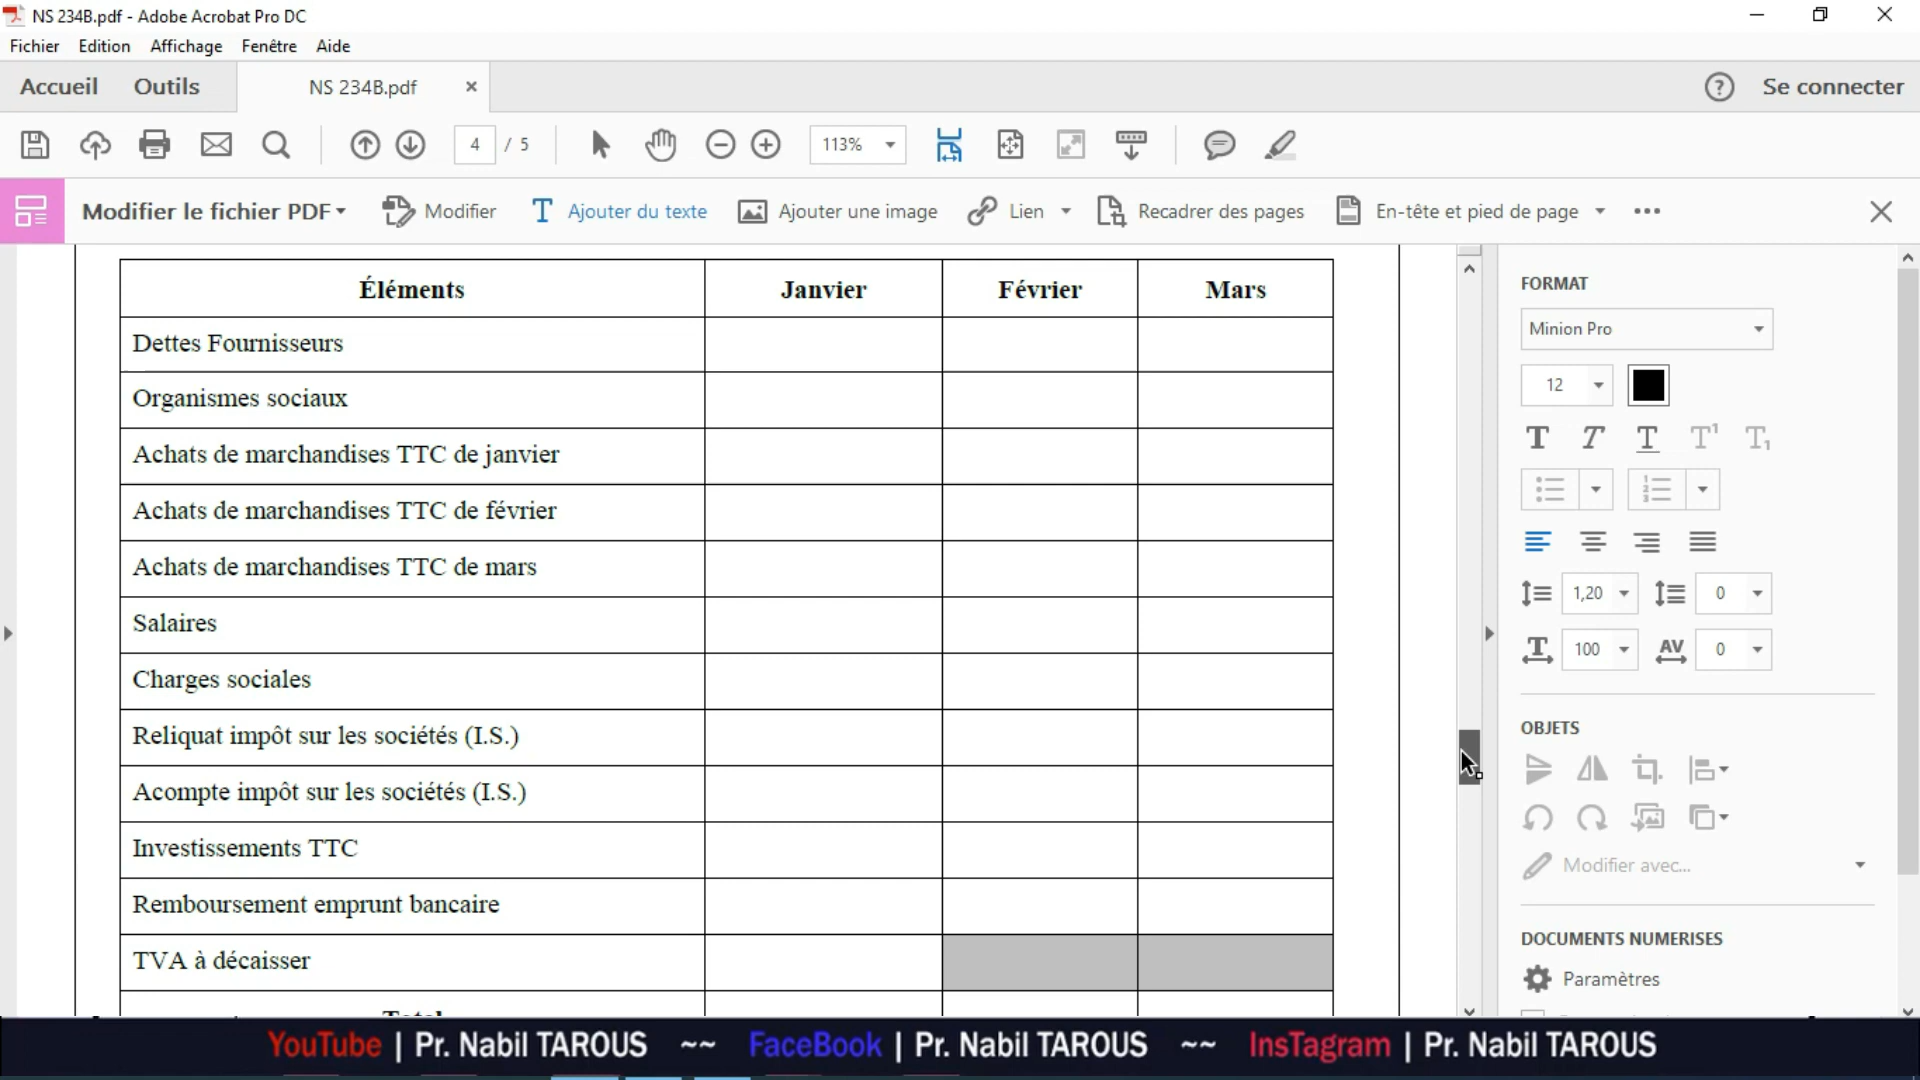 NS 234B.pdf - Adobe Acrobat Pro DC
Fichier Edition Affichage Fenêtre Aide
Accueil Outils NS 234B.pdf × ? Se connecter
4 / 5 113%
Modifier le fichier PDF Modifier Ajouter du texte Ajouter une image Lien Recadrer des pages En-tête et pied de page
Éléments Janvier Février Mars
Dettes Fournisseurs
Organismes sociaux
Achats de marchandises TTC de janvier
Achats de marchandises TTC de février
Achats de marchandises TTC de mars
Salaires
Charges sociales
Reliquat impôt sur les sociétés (I.S.)
Acompte impôt sur les sociétés (I.S.)
Investissements TTC
Remboursement emprunt bancaire
TVA à décaisser
Total
FORMAT
Minion Pro
12
1,20 0
100 0
OBJETS
Modifier avec...
DOCUMENTS NUMERISES
Paramètres
YouTube | Pr. Nabil TAROUS ~~ FaceBook | Pr. Nabil TAROUS ~~ InsTagram | Pr. Nabil TAROUS